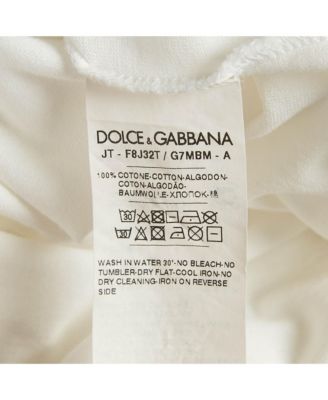 DOLCE & GABBANA
JT - F8J32T / G7MBM - A
100% COTONE-COTTON-ALGODON-
COTON-ALGODÃO-
BAUMWOLLE-ХЛОПОК-棉
WASH IN WATER 30°-NO BLEACH-NO
TUMBLER-DRY FLAT-COOL IRON-NO
DRY CLEANING-IRON ON REVERSE
SIDE